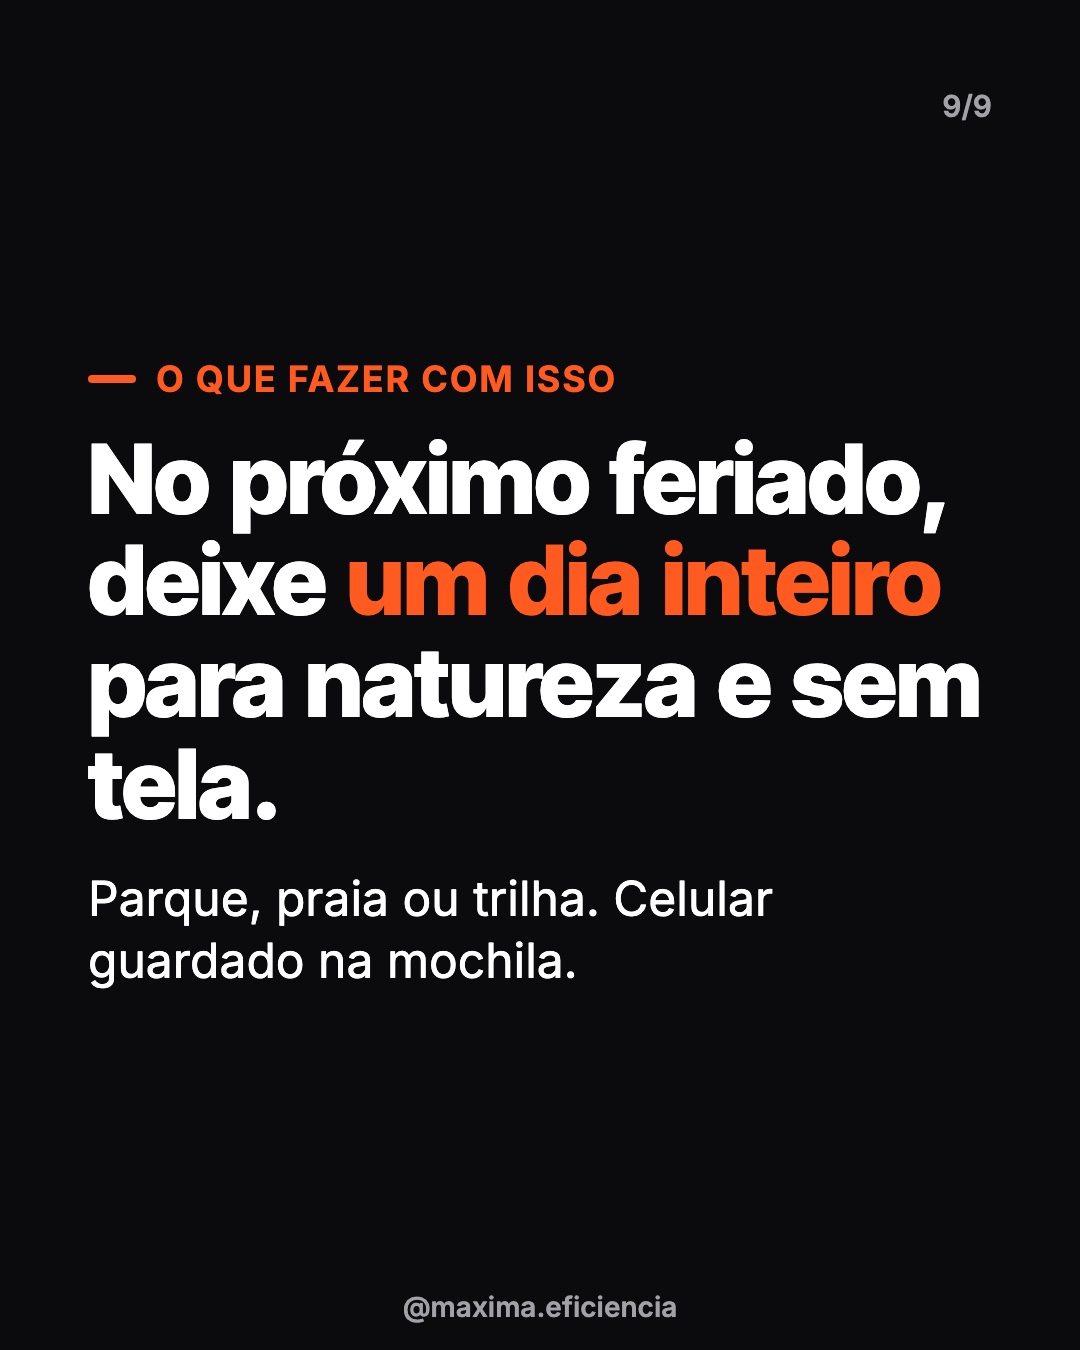 9/9
O QUE FAZER COM ISSO
No próximo feriado,
deixe um dia inteiro
para natureza e sem
tela.
Parque, praia ou trilha. Celular
guardado na mochila.
@maxima.eficiencia